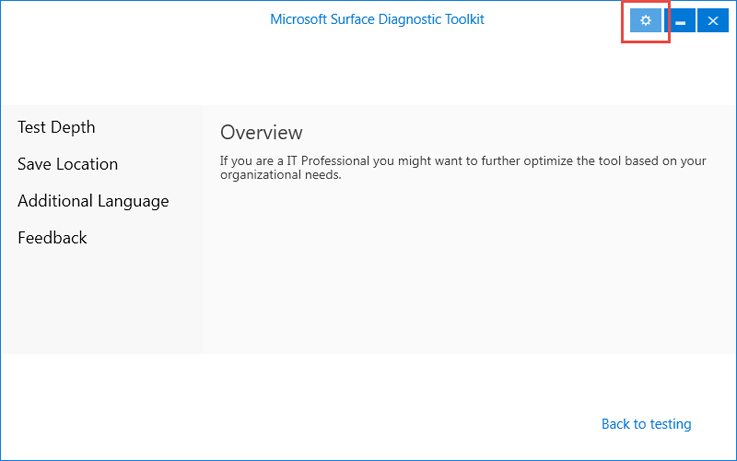 Microsoft Surface Diagnostic Toolkit
Test Depth
Save Location
Additional Language
Feedback
Overview
If you are a IT Professional you might want to further optimize the tool based on your
organizational needs.
Back to testing